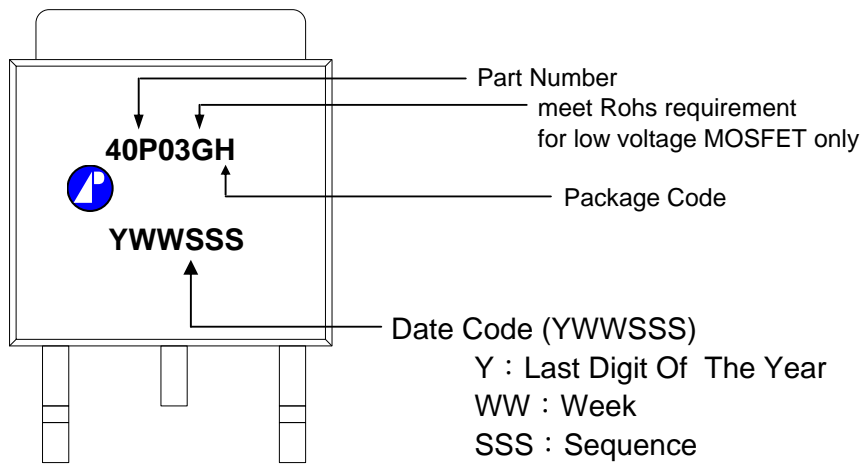 Part Number
meet Rohs requirement
for low voltage MOSFET only
40P03GH
Package Code
YWWSSS
Date Code (YWWSSS)
Y：Last Digit Of The Year
WW：Week
SSS：Sequence